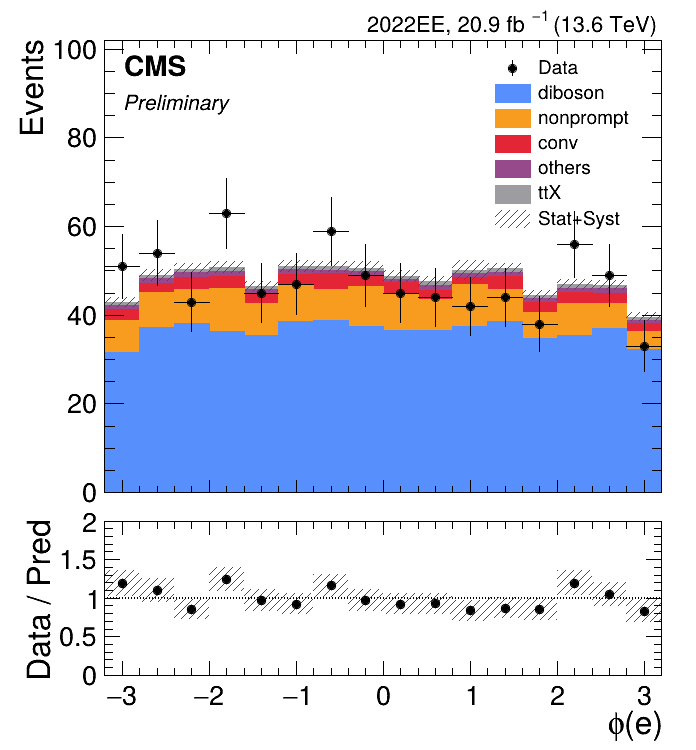 2022EE, 20.9 fb⁻¹ (13.6 TeV)
Events
100
80
60
40
20
0
CMS
Preliminary
Data
diboson
nonprompt
conv
others
ttX
Stat+Syst
Data / Pred
2
1.5
1
0.5
0
−3 −2 −1 0 1 2 3
ϕ(e)